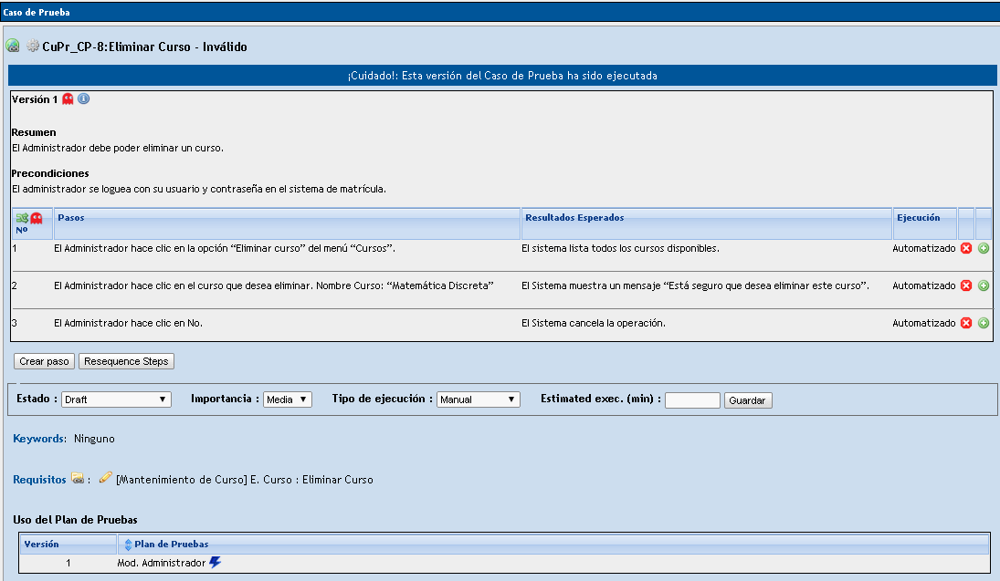 Caso de Prueba
CuPr_CP-8:Eliminar Curso - Inválido
¡Cuidado!: Esta versión del Caso de Prueba ha sido ejecutada
Versión 1
Resumen
El Administrador debe poder eliminar un curso.
Precondiciones
El administrador se loguea con su usuario y contraseña en el sistema de matrícula.
Nº Pasos Resultados Esperados Ejecución
1 El Administrador hace clic en la opción “Eliminar curso” del menú “Cursos”. El sistema lista todos los cursos disponibles. Automatizado
2 El Administrador hace clic en el curso que desea eliminar. Nombre Curso: “Matemática Discreta” El Sistema muestra un mensaje “Está seguro que desea eliminar este curso”. Automatizado
3 El Administrador hace clic en No. El Sistema cancela la operación. Automatizado
Crear paso Resequence Steps
Estado : Draft Importancia : Media Tipo de ejecución : Manual Estimated exec. (min) : Guardar
Keywords: Ninguno
Requisitos : [Mantenimiento de Curso] E. Curso : Eliminar Curso
Uso del Plan de Pruebas
Versión Plan de Pruebas
1 Mod. Administrador